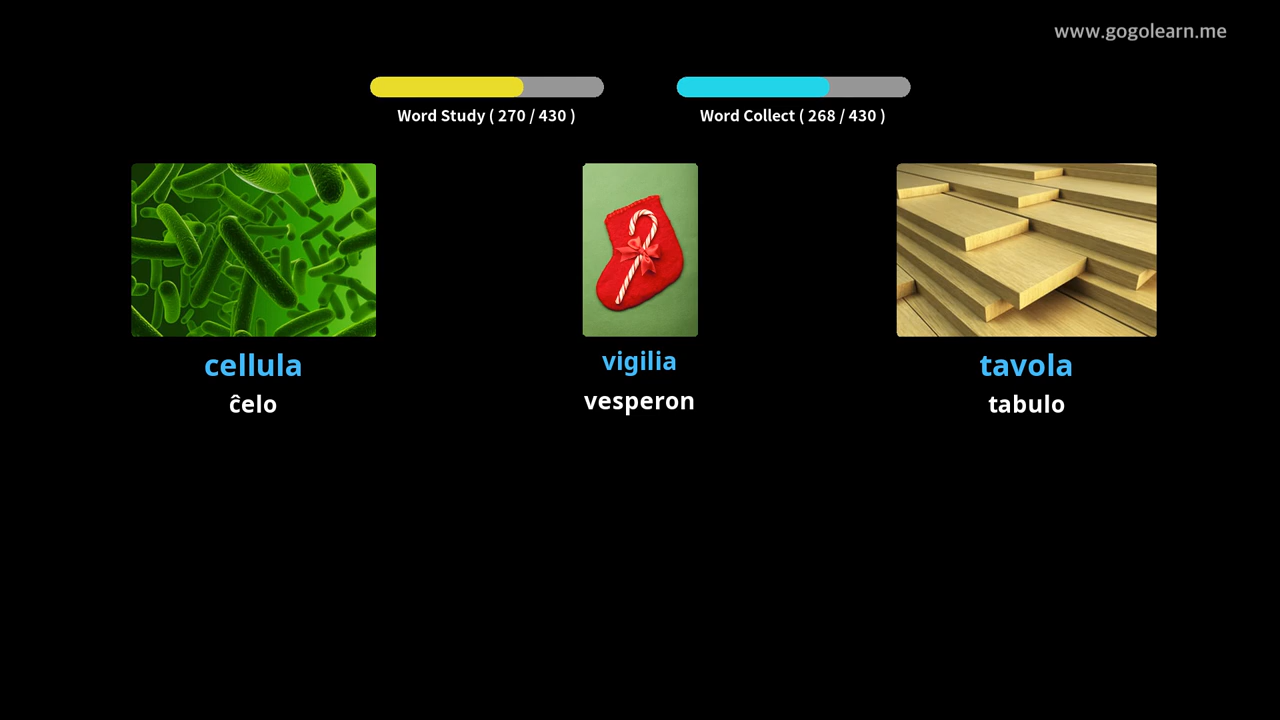 www.gogolearn.me
Word Study ( 270 / 430 )
Word Collect ( 268 / 430 )
cellula
ĉelo
vigilia
vesperon
tavola
tabulo